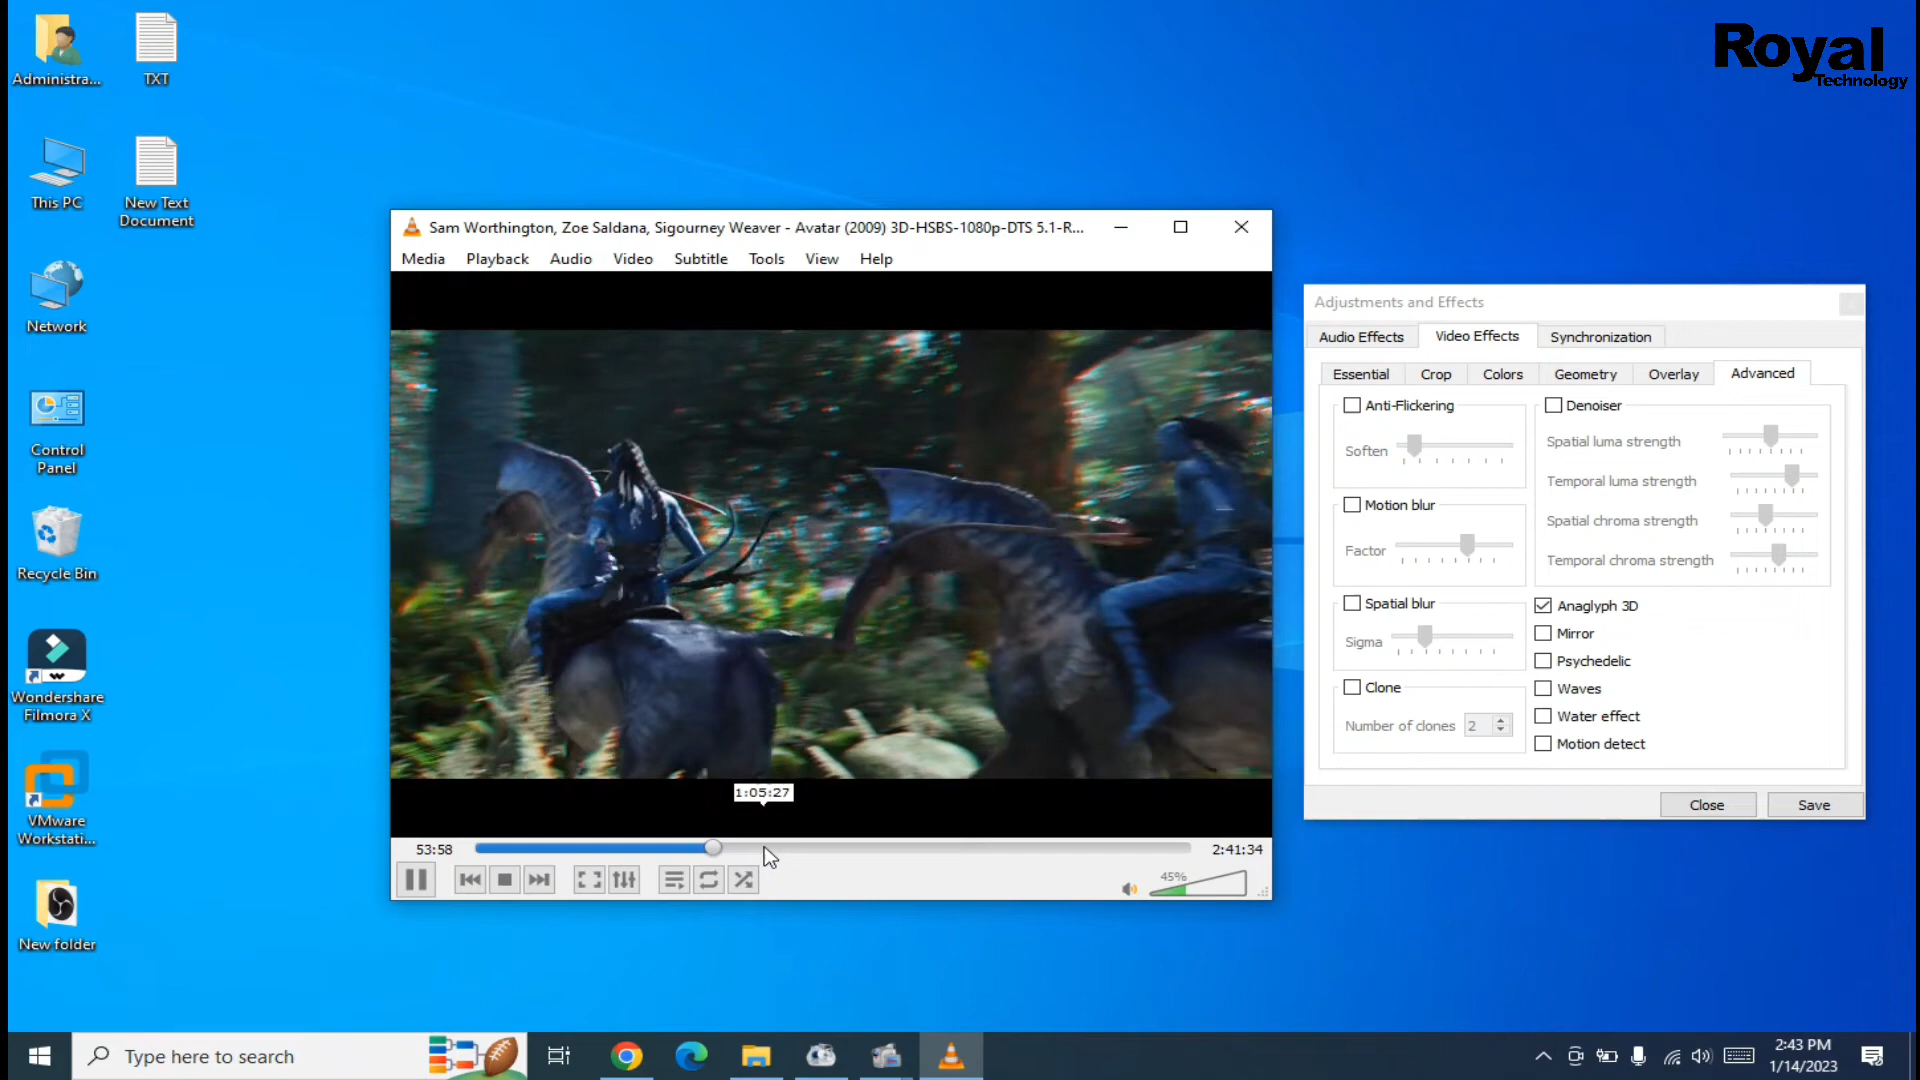 Administra...
TXT
This PC
New Text
Document
Network
Control
Panel
Recycle Bin
Wondershare
Filmora X
VMware
Workstati...
New folder
Royal
Technology
Sam Worthington, Zoe Saldana, Sigourney Weaver - Avatar (2009) 3D-HSBS-1080p-DTS 5.1-R...
Media Playback Audio Video Subtitle Tools View Help
1:05:27
53:58
2:41:34
45%
Adjustments and Effects
Audio Effects Video Effects Synchronization
Essential Crop Colors Geometry Overlay Advanced
Anti-Flickering
Soften
Motion blur
Factor
Spatial blur
Sigma
Clone
Number of clones 2
Denoiser
Spatial luma strength
Temporal luma strength
Spatial chroma strength
Temporal chroma strength
Anaglyph 3D
Mirror
Psychedelic
Waves
Water effect
Motion detect
Close Save
Type here to search
2:43 PM
1/14/2023